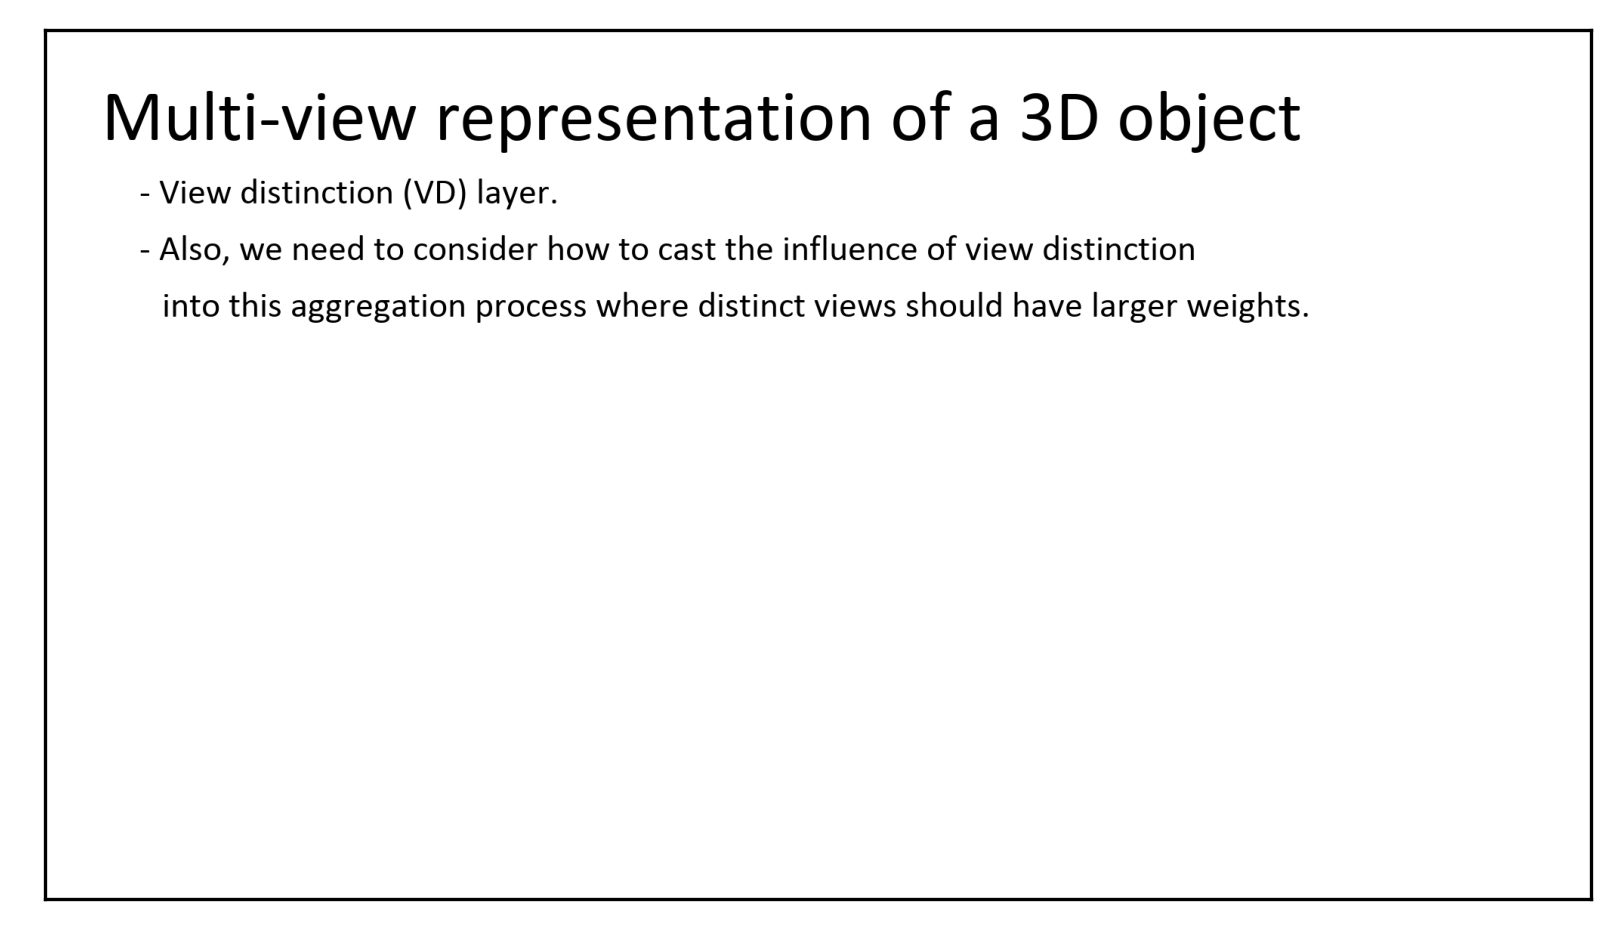 Multi-view representation of a 3D object
- View distinction (VD) layer.
- Also, we need to consider how to cast the influence of view distinction
into this aggregation process where distinct views should have larger weights.